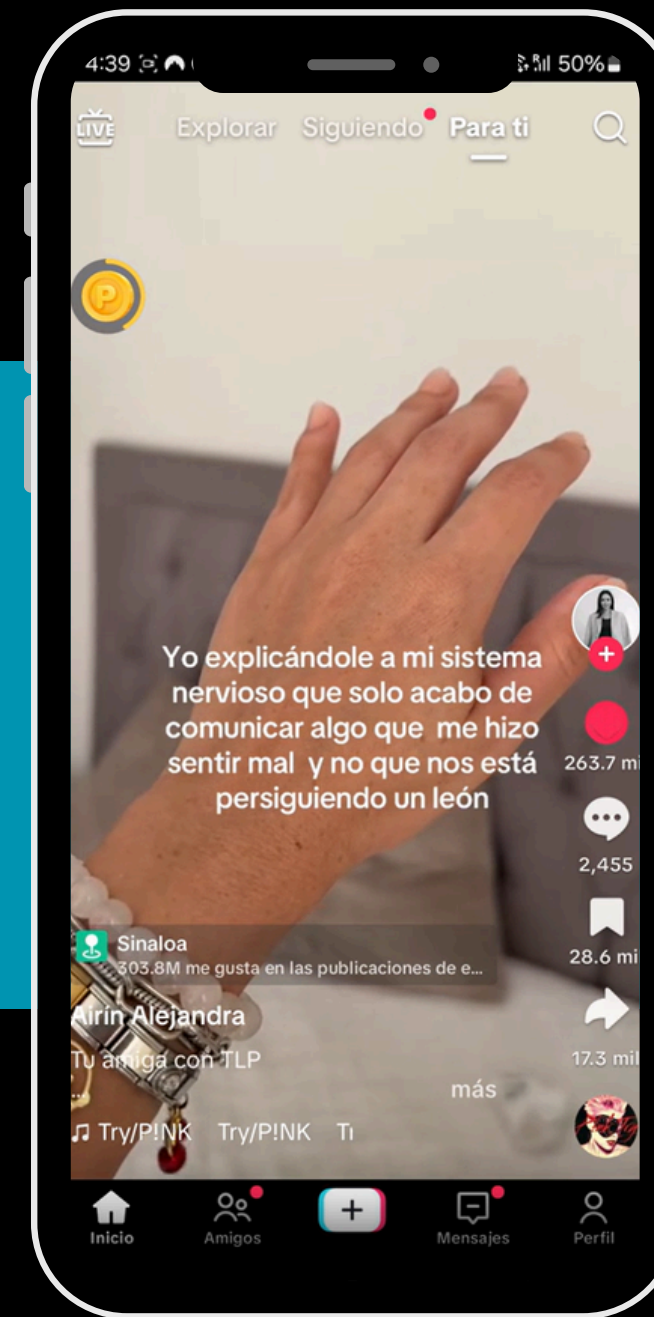 4:39
50%
LIVE
Explorar Siguiendo Para ti
P
Yo explicándole a mi sistema
nervioso que solo acabo de
comunicar algo que me hizo
sentir mal y no que nos está
persiguiendo un león
263.7 mi
2,455
28.6 mi
17.3 mil
Sinaloa
303.8M me gusta en las publicaciones de e...
Airín Alejandra
Tu amiga con TLP
... más
Try/P!NK Try/P!NK
Inicio Amigos Mensajes Perfil